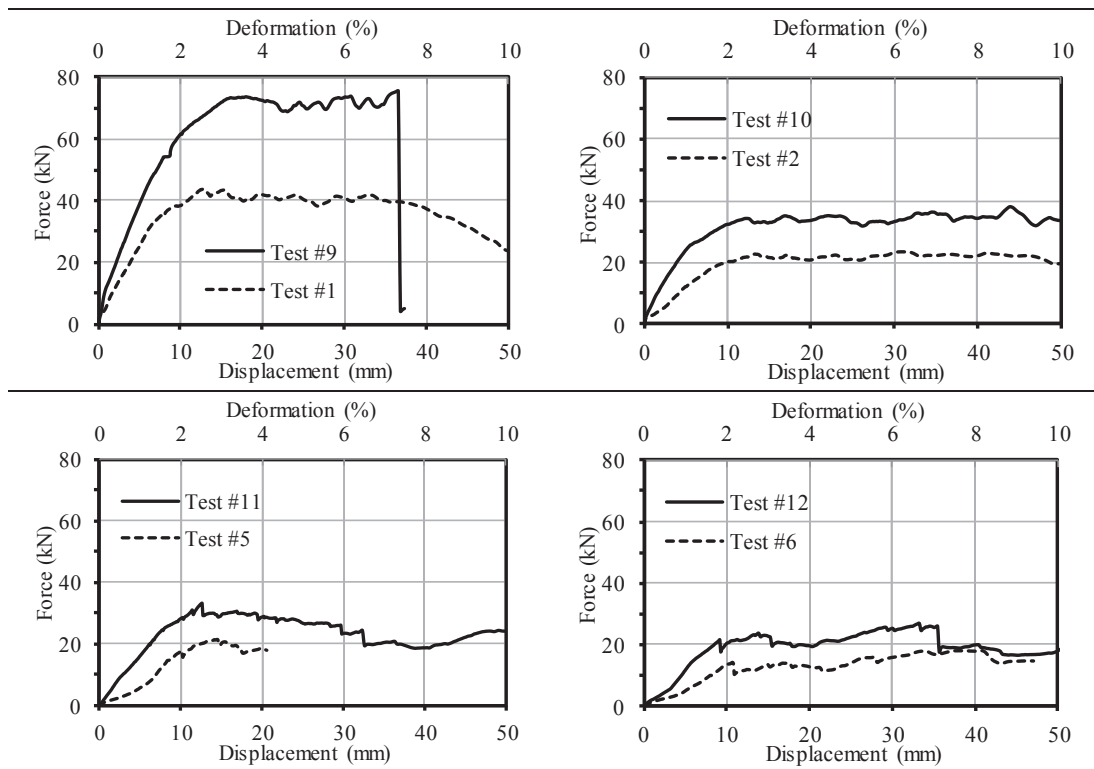 Deformation (%)
0 2 4 6 8 10
80
60
40
20
0
Force (kN)
Test #9
Test #1
0 10 20 30 40 50
Displacement (mm)
Deformation (%)
0 2 4 6 8 10
80
60
40
20
0
Force (kN)
Test #10
Test #2
0 10 20 30 40 50
Displacement (mm)
Deformation (%)
0 2 4 6 8 10
80
60
40
20
0
Force (kN)
Test #11
Test #5
0 10 20 30 40 50
Displacement (mm)
Deformation (%)
0 2 4 6 8 10
80
60
40
20
0
Force (kN)
Test #12
Test #6
0 10 20 30 40 50
Displacement (mm)